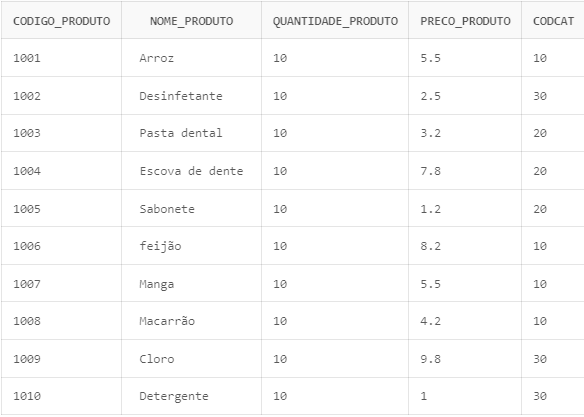 CODIGO_PRODUTO NOME_PRODUTO QUANTIDADE_PRODUTO PRECO_PRODUTO CODCAT
1001 Arroz 10 5.5 10
1002 Desinfetante 10 2.5 30
1003 Pasta dental 10 3.2 20
1004 Escova de dente 10 7.8 20
1005 Sabonete 10 1.2 20
1006 feijão 10 8.2 10
1007 Manga 10 5.5 10
1008 Macarrão 10 4.2 10
1009 Cloro 10 9.8 30
1010 Detergente 10 1 30